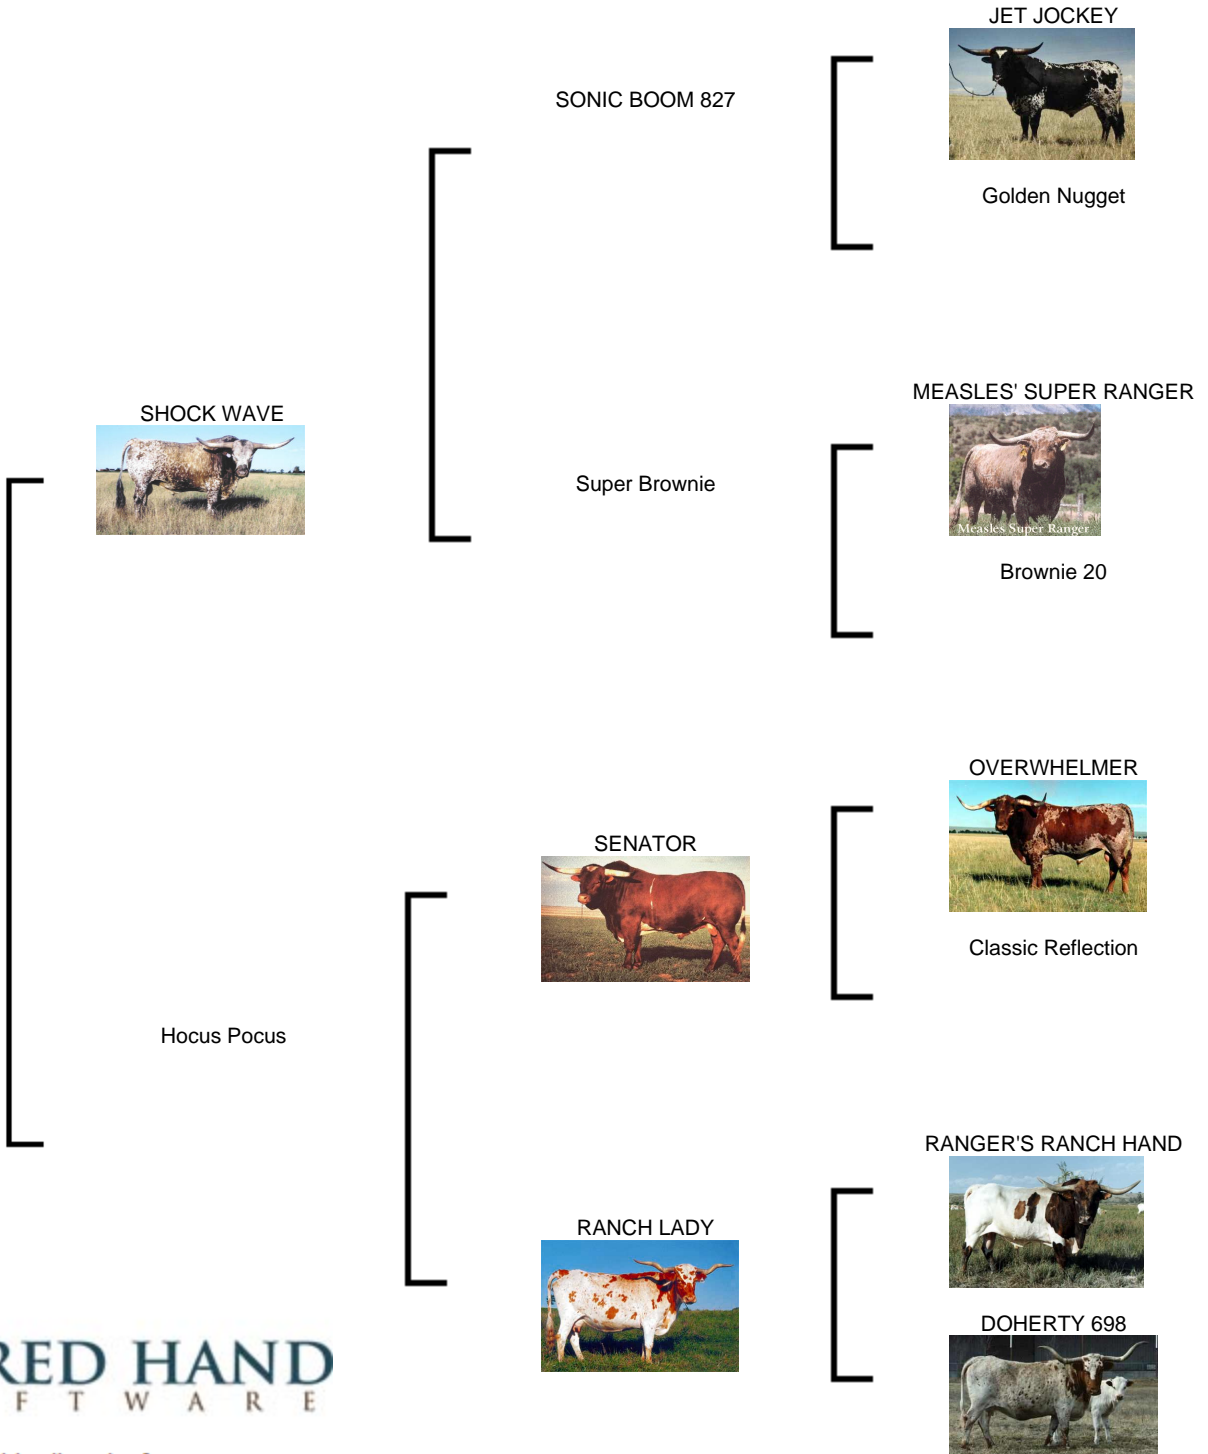 JET JOCKEY
SONIC BOOM 827
Golden Nugget
MEASLES' SUPER RANGER
SHOCK WAVE
Super Brownie
Measles Super Ranger
Brownie 20
OVERWHELMER
SENATOR
Classic Reflection
Hocus Pocus
RANGER'S RANCH HAND
RANCH LADY
DOHERTY 698
RED HAND
F T W A R E